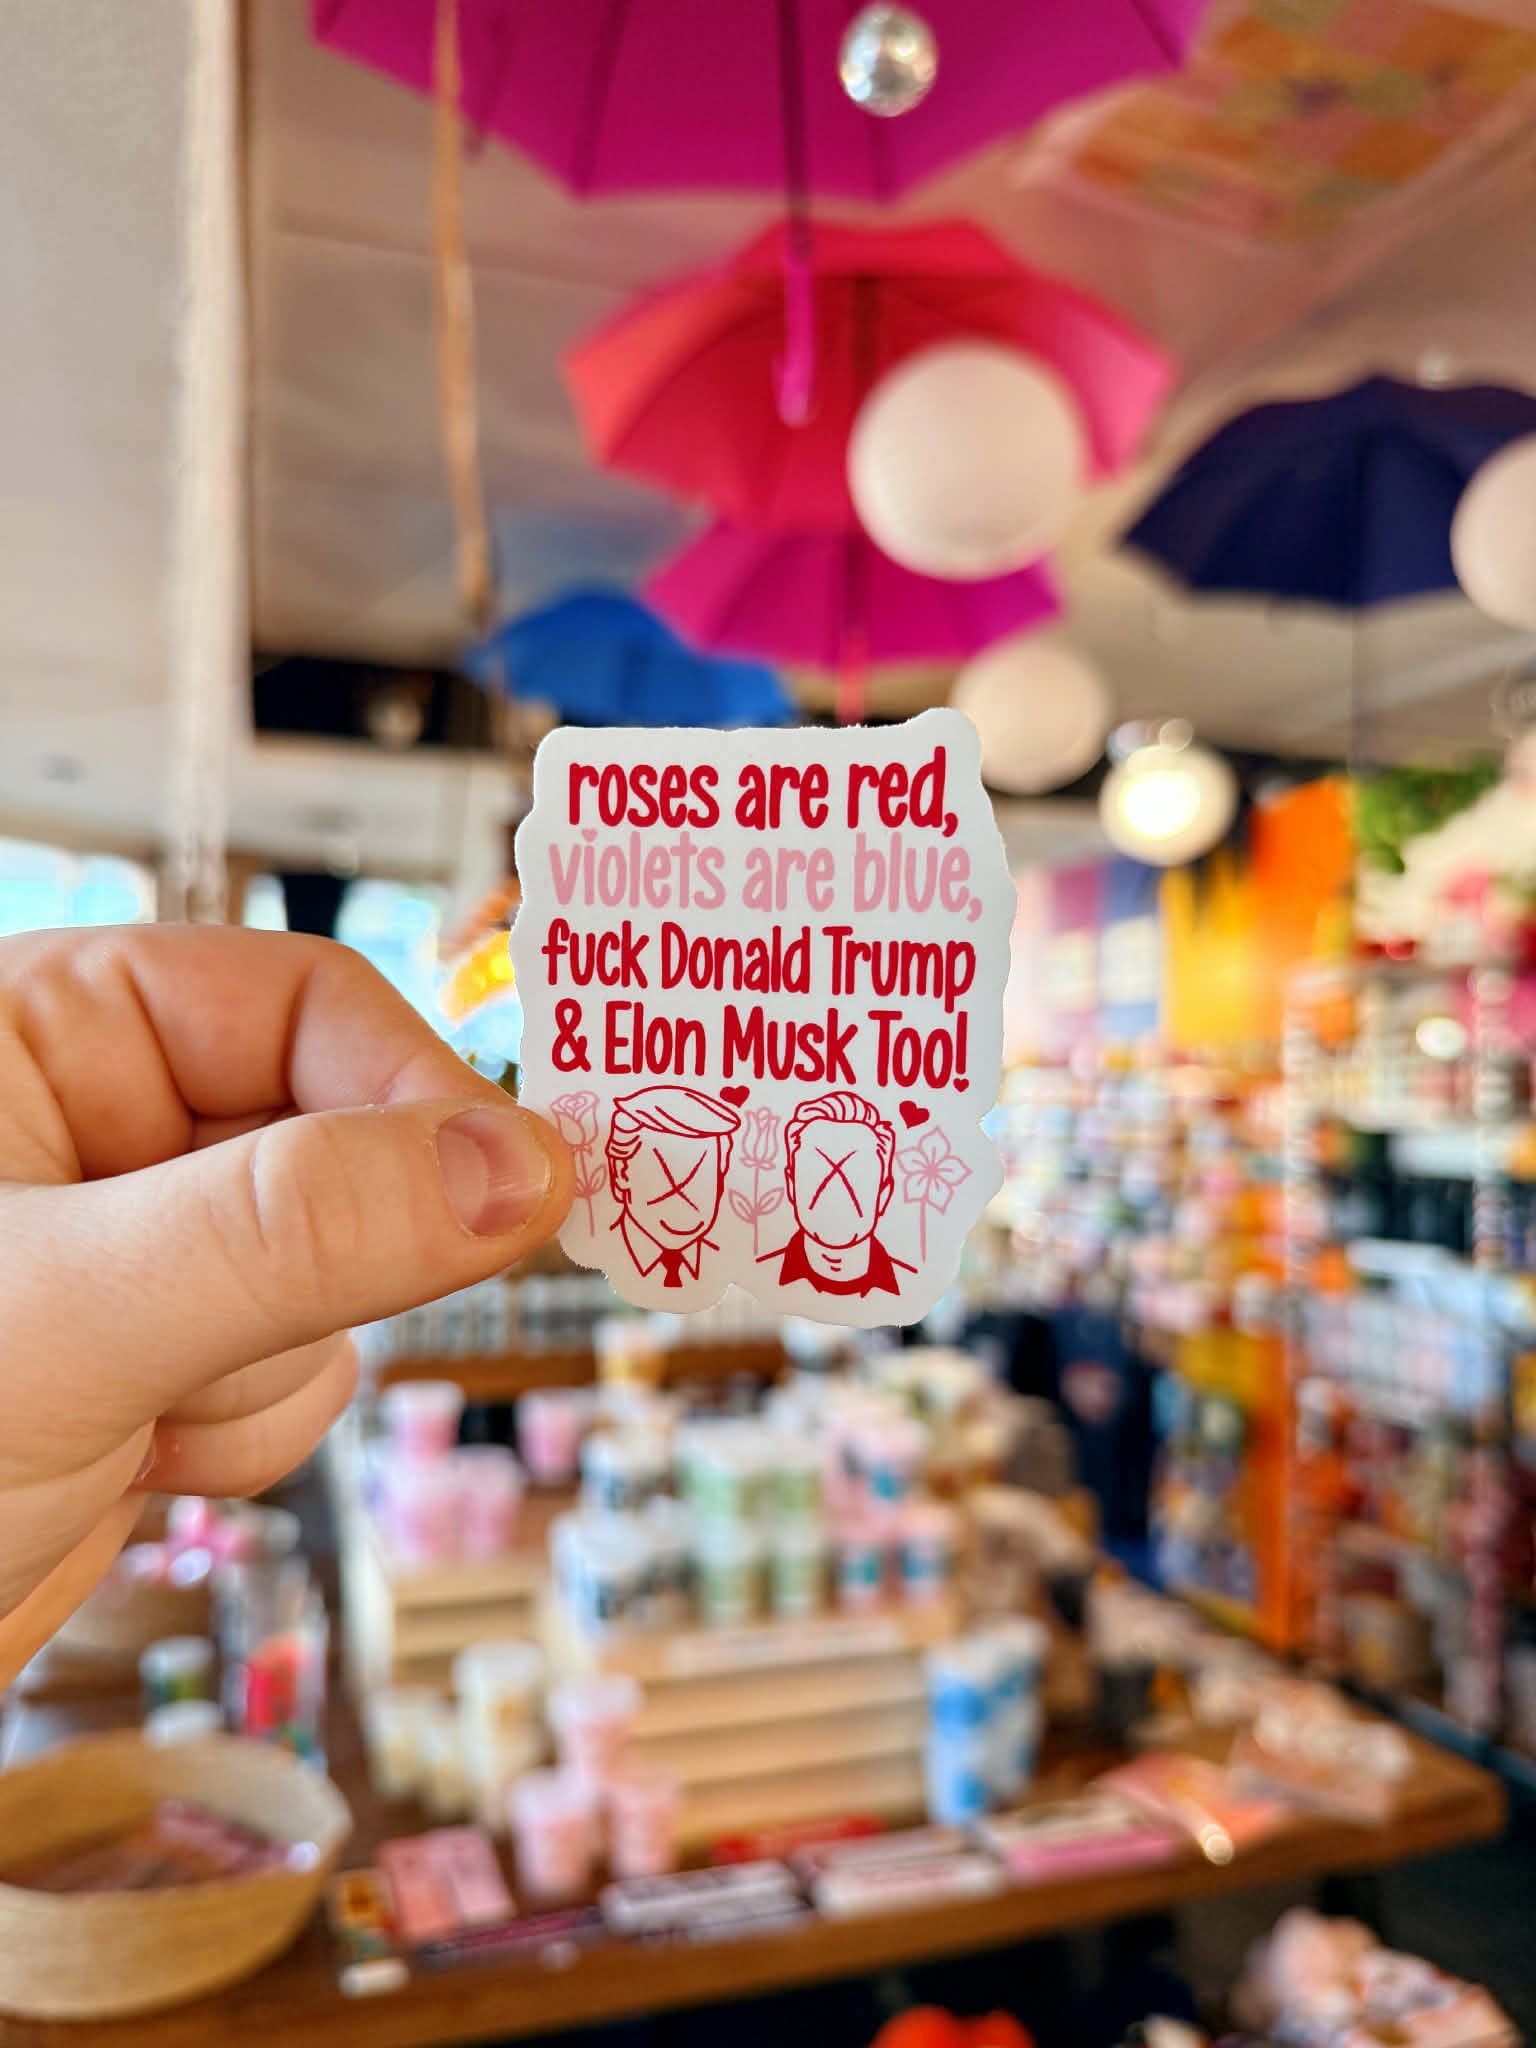 roses are red,
violets are blue,
fuck Donald Trump
& Elon Musk Too!